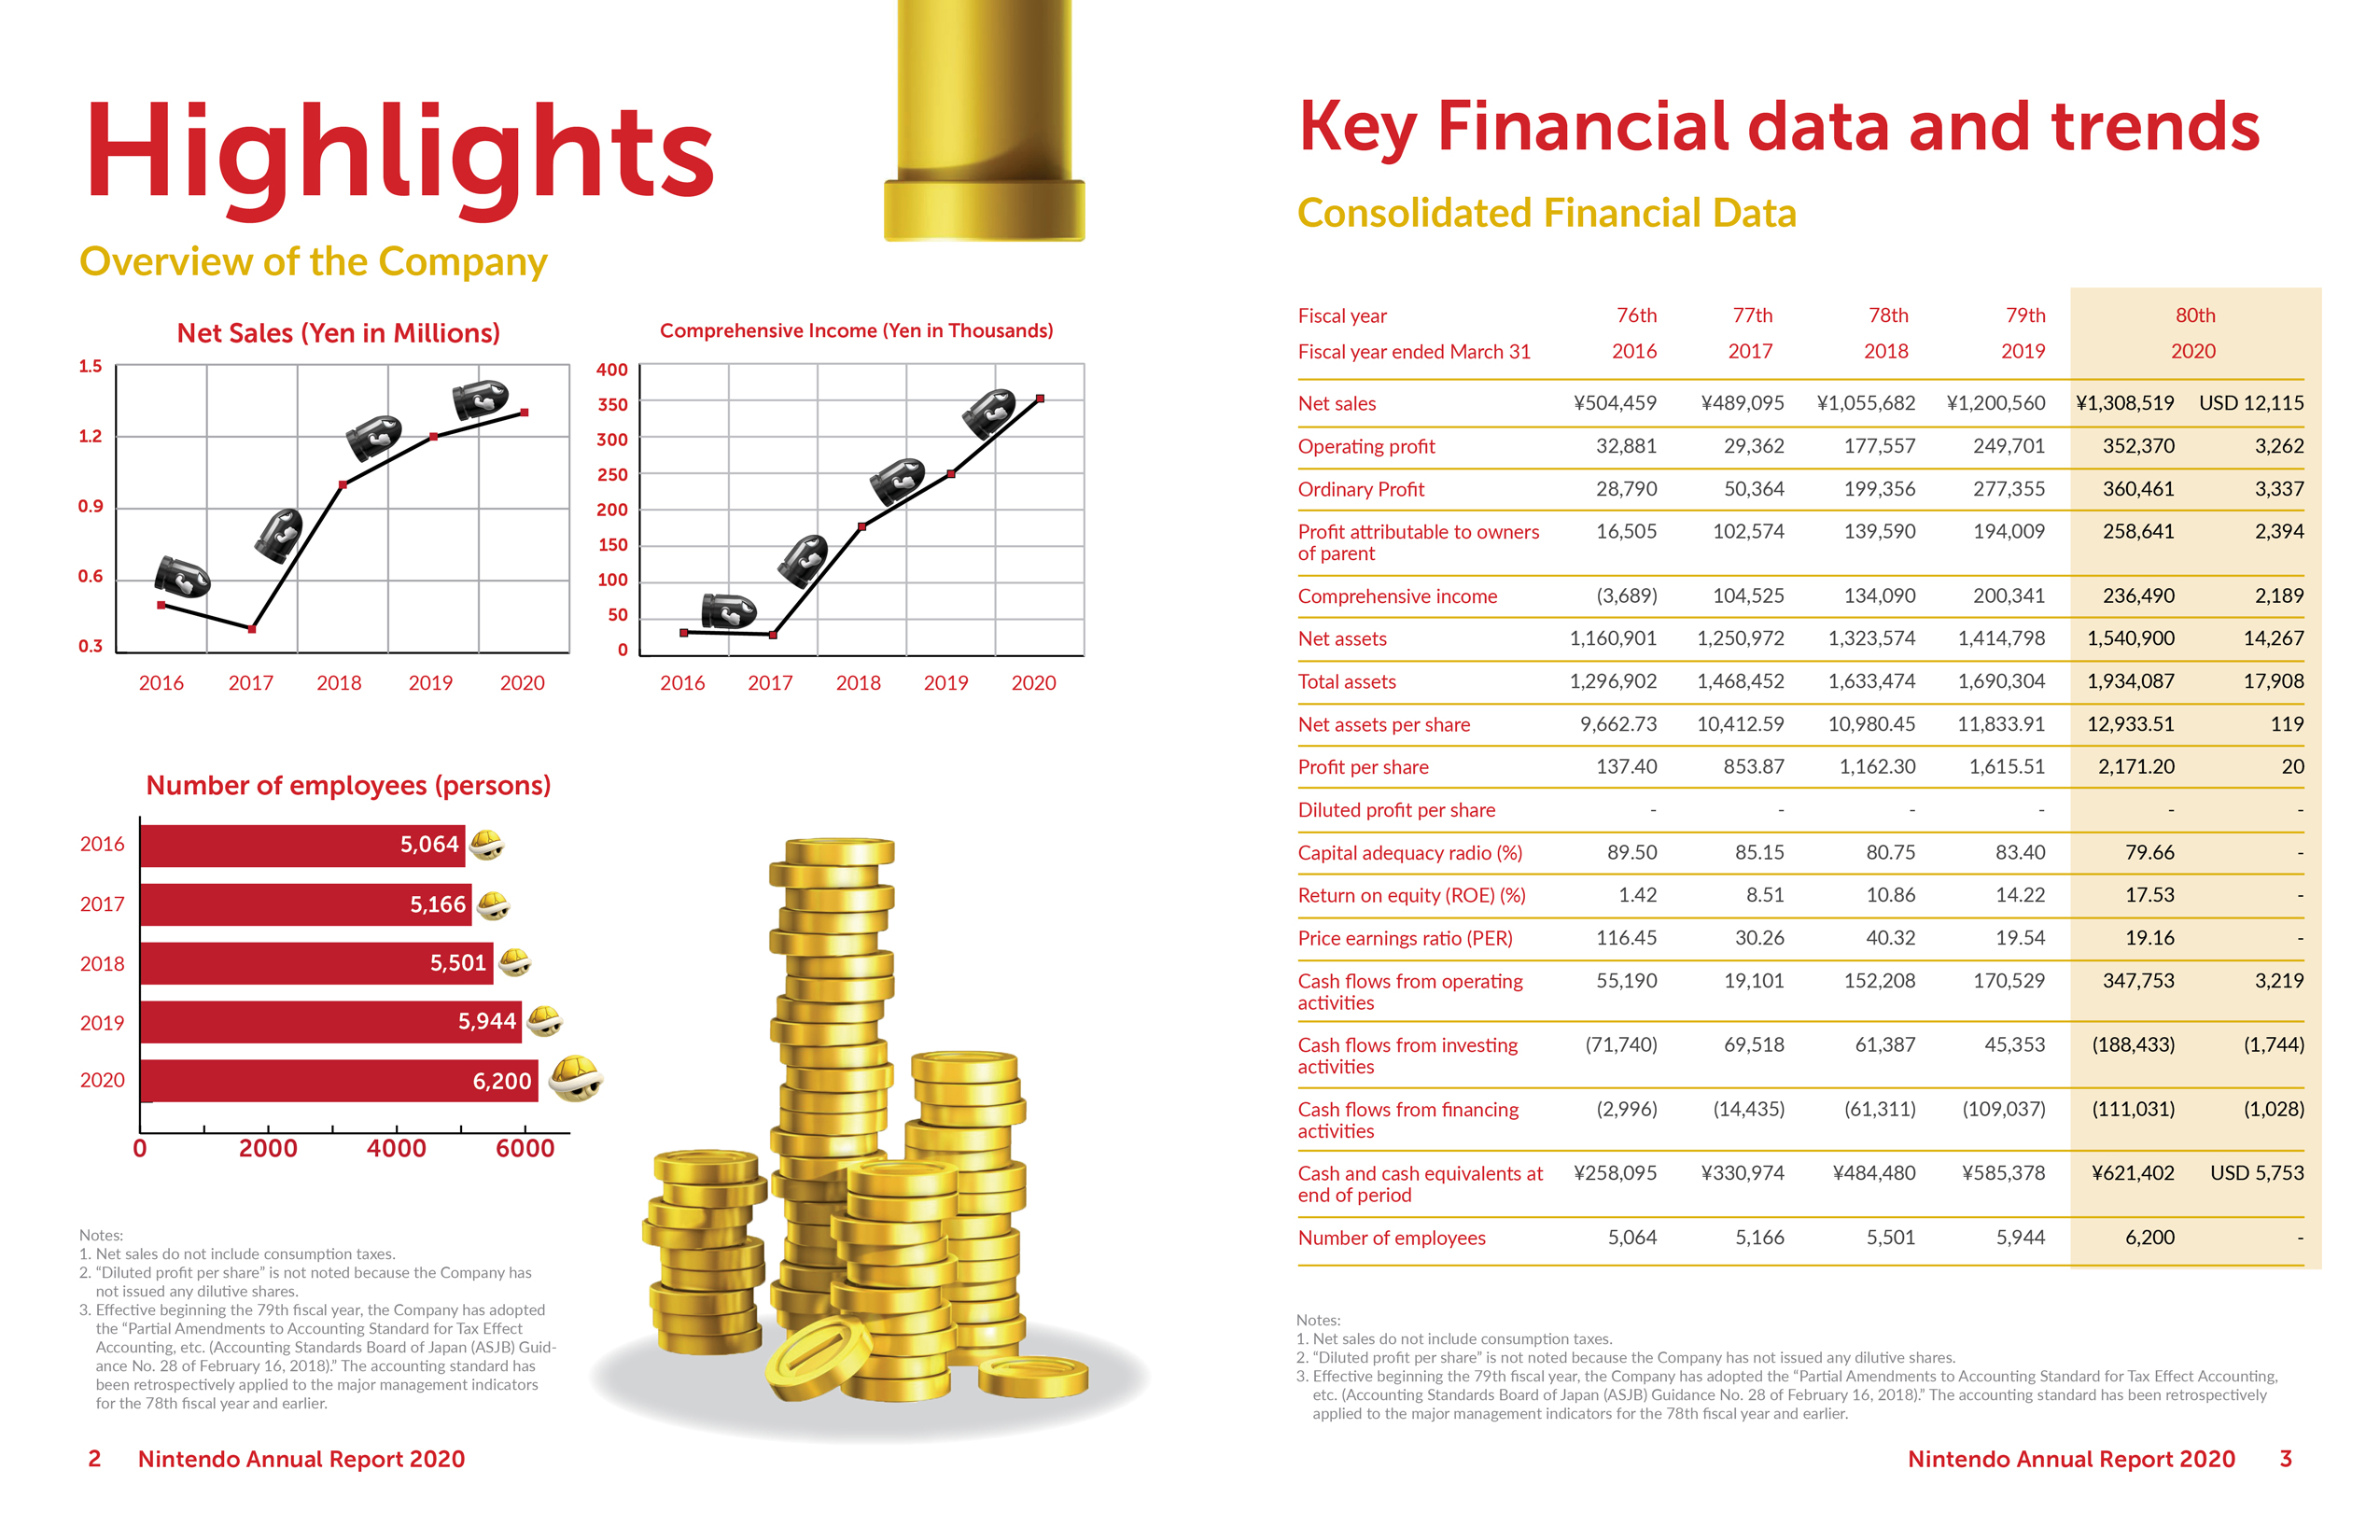 Highlights
Overview of the Company
Net Sales (Yen in Millions)
1.5
1.2
0.9
0.6
0.3
2016 2017 2018 2019 2020
Comprehensive Income (Yen in Thousands)
400
350
300
250
200
150
100
50
0
2016 2017 2018 2019 2020
Number of employees (persons)
2016 5,064
2017 5,166
2018 5,501
2019 5,944
2020 6,200
0 2000 4000 6000
Notes:
1. Net sales do not include consumption taxes.
2. “Diluted profit per share” is not noted because the Company has
not issued any dilutive shares.
3. Effective beginning the 79th fiscal year, the Company has adopted
the “Partial Amendments to Accounting Standard for Tax Effect
Accounting, etc. (Accounting Standards Board of Japan (ASJB) Guid-
ance No. 28 of February 16, 2018).” The accounting standard has
been retrospectively applied to the major management indicators
for the 78th fiscal year and earlier.
2 Nintendo Annual Report 2020
Key Financial data and trends
Consolidated Financial Data
Fiscal year 76th 77th 78th 79th 80th
Fiscal year ended March 31 2016 2017 2018 2019 2020
Net sales ¥504,459 ¥489,095 ¥1,055,682 ¥1,200,560 ¥1,308,519 USD 12,115
Operating profit 32,881 29,362 177,557 249,701 352,370 3,262
Ordinary Profit 28,790 50,364 199,356 277,355 360,461 3,337
Profit attributable to owners 16,505 102,574 139,590 194,009 258,641 2,394
of parent
Comprehensive income (3,689) 104,525 134,090 200,341 236,490 2,189
Net assets 1,160,901 1,250,972 1,323,574 1,414,798 1,540,900 14,267
Total assets 1,296,902 1,468,452 1,633,474 1,690,304 1,934,087 17,908
Net assets per share 9,662.73 10,412.59 10,980.45 11,833.91 12,933.51 119
Profit per share 137.40 853.87 1,162.30 1,615.51 2,171.20 20
Diluted profit per share - - - - - -
Capital adequacy radio (%) 89.50 85.15 80.75 83.40 79.66 -
Return on equity (ROE) (%) 1.42 8.51 10.86 14.22 17.53 -
Price earnings ratio (PER) 116.45 30.26 40.32 19.54 19.16 -
Cash flows from operating 55,190 19,101 152,208 170,529 347,753 3,219
activities
Cash flows from investing (71,740) 69,518 61,387 45,353 (188,433) (1,744)
activities
Cash flows from financing (2,996) (14,435) (61,311) (109,037) (111,031) (1,028)
activities
Cash and cash equivalents at ¥258,095 ¥330,974 ¥484,480 ¥585,378 ¥621,402 USD 5,753
end of period
Number of employees 5,064 5,166 5,501 5,944 6,200 -
Notes:
1. Net sales do not include consumption taxes.
2. “Diluted profit per share” is not noted because the Company has not issued any dilutive shares.
3. Effective beginning the 79th fiscal year, the Company has adopted the “Partial Amendments to Accounting Standard for Tax Effect Accounting,
etc. (Accounting Standards Board of Japan (ASJB) Guidance No. 28 of February 16, 2018).” The accounting standard has been retrospectively
applied to the major management indicators for the 78th fiscal year and earlier.
Nintendo Annual Report 2020 3